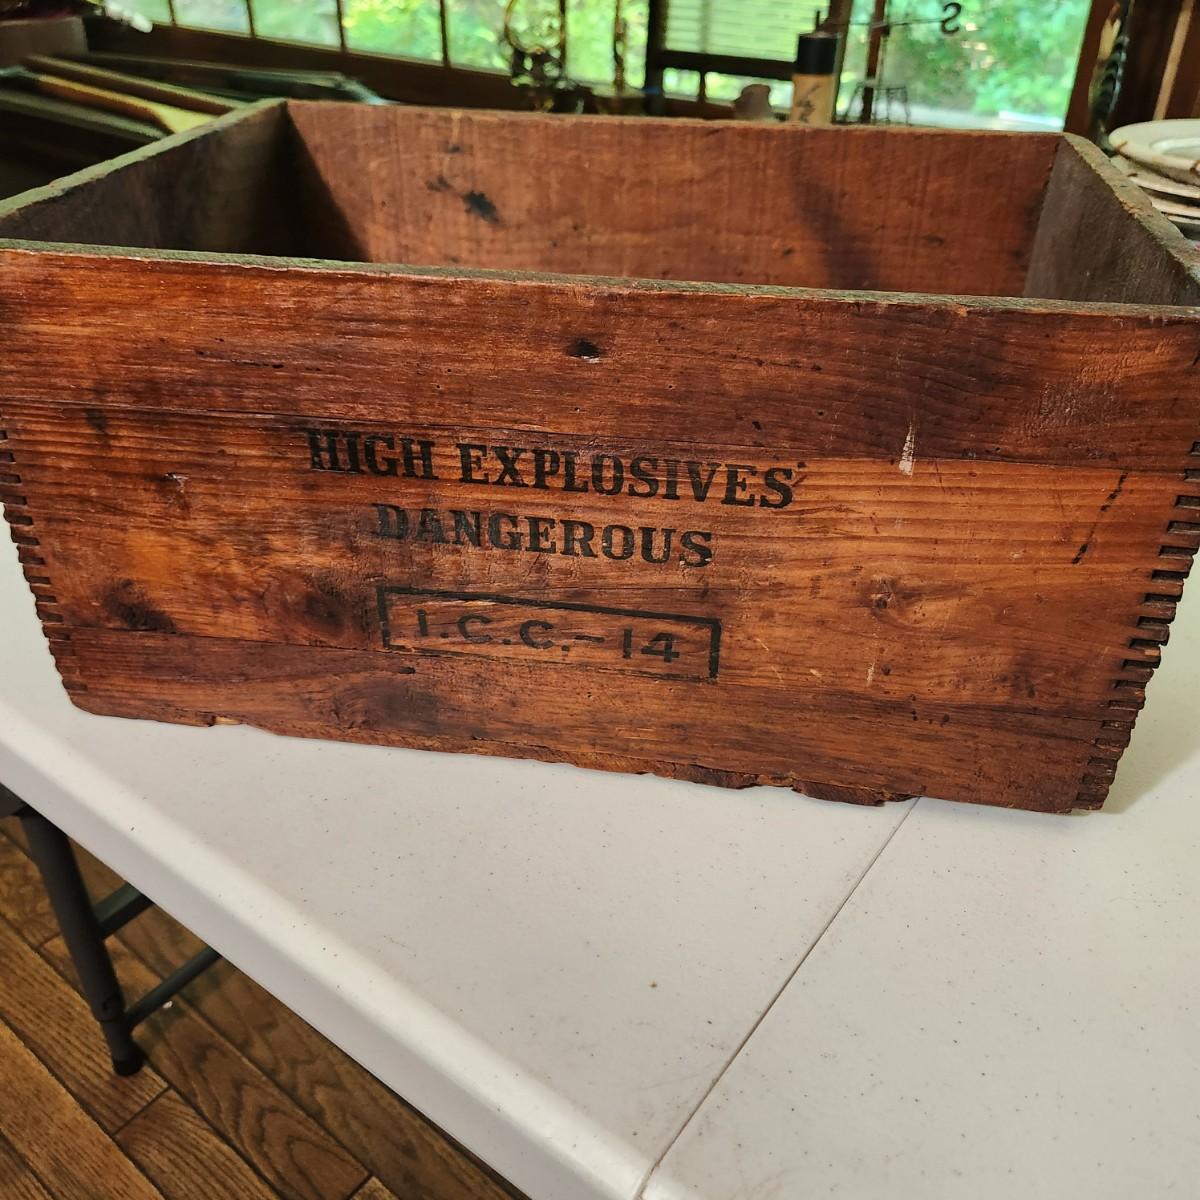 HIGH EXPLOSIVES
DANGEROUS
I.C.C.-14